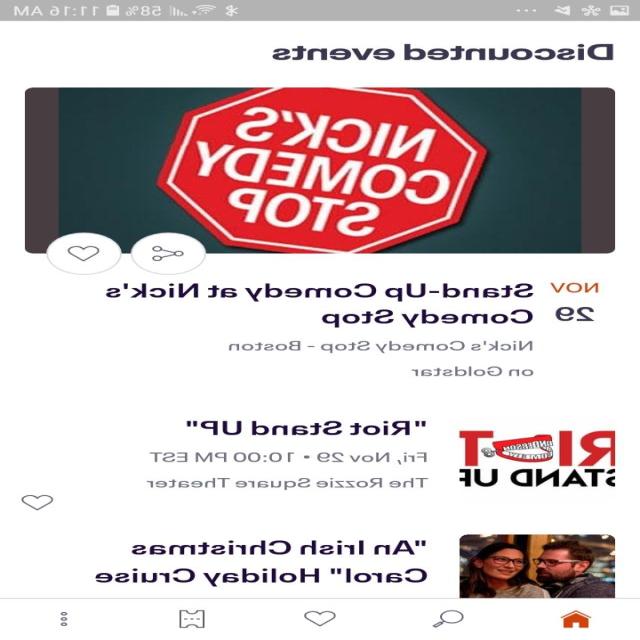 11:16 AM 58%
Discounted events
NICK'S
COMEDY
STOP
NOV
29
Stand-Up Comedy at Nick's
Comedy Stop
Nick's Comedy Stop - Boston
on Goldstar
RIOT
STAND UP
"Riot Stand UP"
Fri, Nov 29 • 10:00 PM EST
The Rozzie Square Theater
"An Irish Christmas
Carol" Holiday Cruise